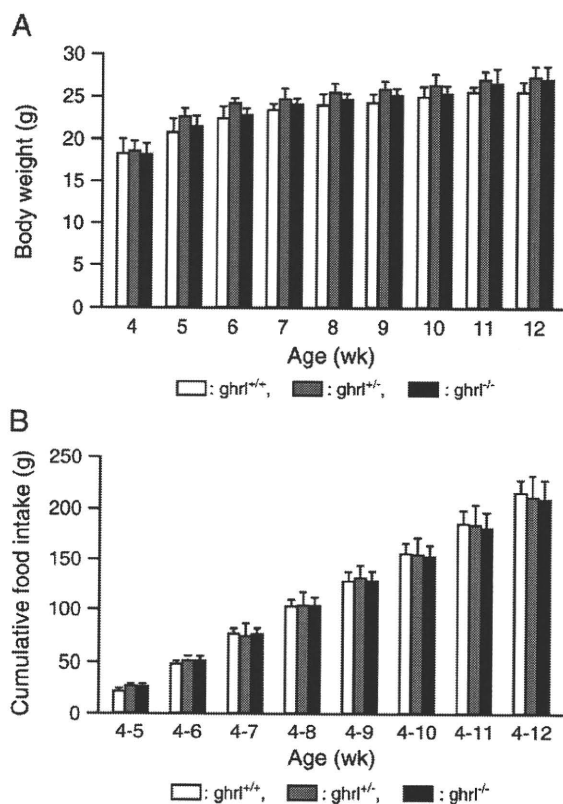 A
Body weight (g)
30
25
20
15
10
5
0
4 5 6 7 8 9 10 11 12
Age (wk)
: ghrl+/+, : ghrl+/-, : ghrl-/-
B
Cumulative food intake (g)
250
200
150
100
50
0
4-5 4-6 4-7 4-8 4-9 4-10 4-11 4-12
Age (wk)
: ghrl+/+, : ghrl+/-, : ghrl-/-